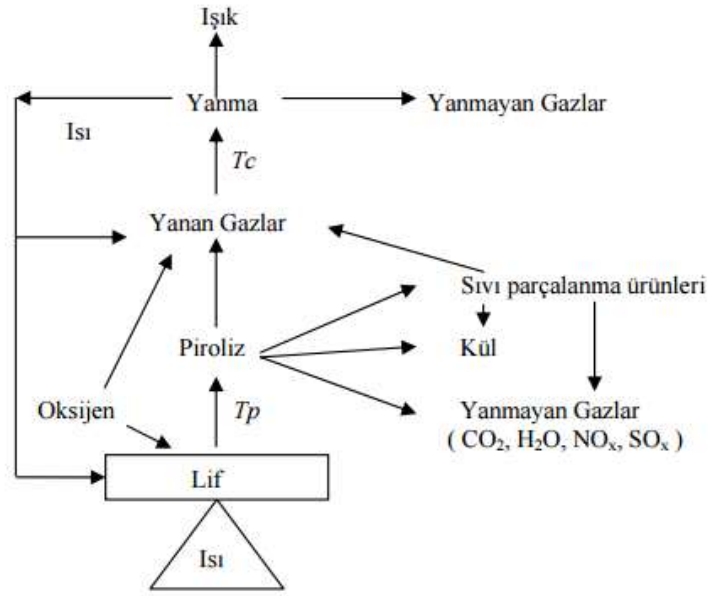 Işık
Yanma
Yanmayan Gazlar
Isı
Tc
Yanan Gazlar
Sıvı parçalanma ürünleri
Piroliz
Kül
Oksijen
Tp
Yanmayan Gazlar
( CO₂, H₂O, NOₓ, SOₓ )
Lif
Isı